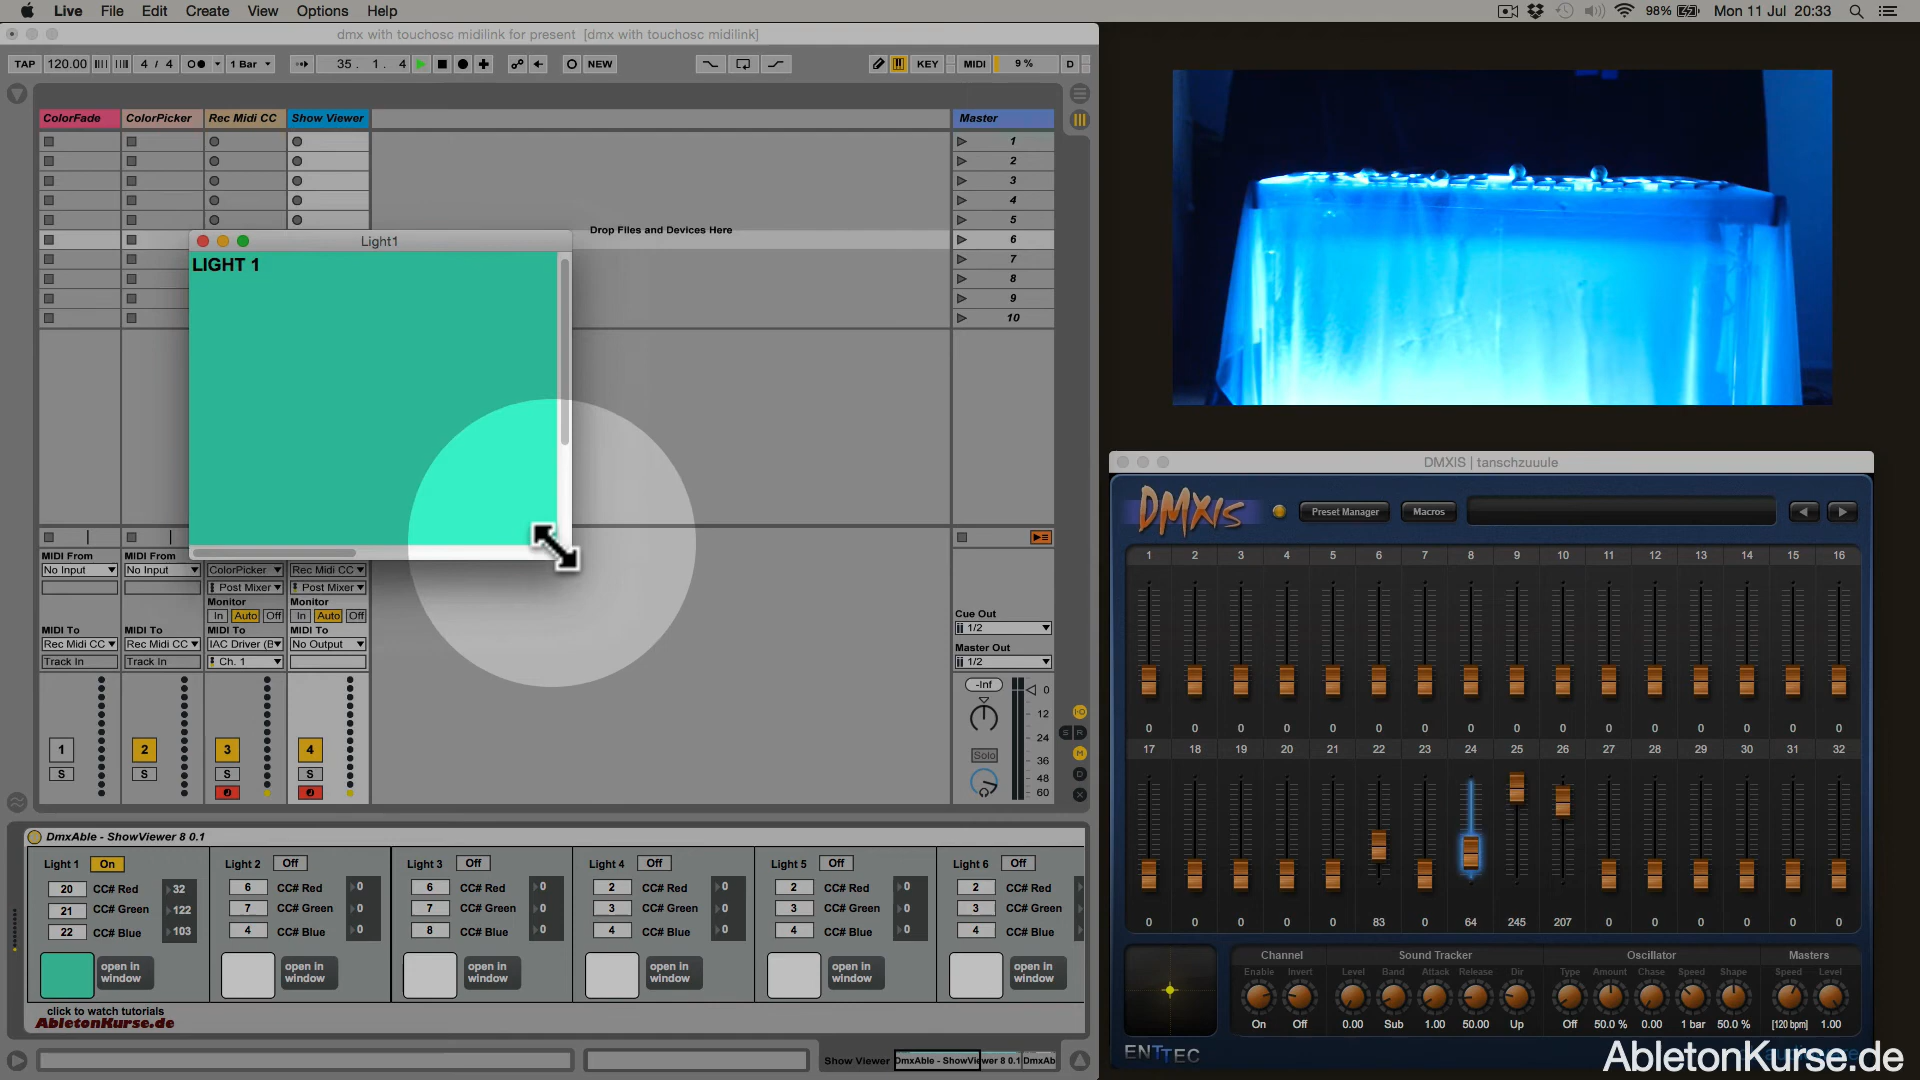 Live File Edit Create View Options Help
98% Mon 11 Jul 20:33
dmx with touchosc midilink for present [dmx with touchosc midilink]
TAP 120.00 4 / 4 1 Bar 35. 1. 4 NEW KEY MIDI 9 % D
ColorFade ColorPicker Rec Midi CC Show Viewer Master
1
2
3
4
5
Drop Files and Devices Here
6
7
8
9
10
Light1
LIGHT 1
MIDI From MIDI From
No Input No Input ColorPicker Rec Midi CC
Post Mixer Post Mixer
Monitor Monitor
In Auto Off In Auto Off
MIDI To MIDI To MIDI To MIDI To
Rec Midi CC Rec Midi CC IAC Driver (B No Output
Track In Track In Ch. 1
Cue Out
1/2
Master Out
1/2
-Inf 0
12
24
36
48
60
Solo
1 2 3 4
S S S S
S R
M
D
X
DmxAble - ShowViewer 8 0.1
Light 1 On Light 2 Off Light 3 Off Light 4 Off Light 5 Off Light 6 Off
20 CC# Red 32 6 CC# Red 0 6 CC# Red 0 2 CC# Red 0 2 CC# Red 0 2 CC# Red
21 CC# Green 122 7 CC# Green 0 7 CC# Green 0 3 CC# Green 0 3 CC# Green 0 3 CC# Green
22 CC# Blue 103 4 CC# Blue 0 8 CC# Blue 0 4 CC# Blue 0 4 CC# Blue 0 4 CC# Blue
open in open in open in open in open in open in
window window window window window window
click to watch tutorials
AbletonKurse.de
Show Viewer DmxAble - ShowViewer 8 0.1 DmxAb
DMXIS | tanschzuuule
DMXIS Preset Manager Macros
1 2 3 4 5 6 7 8 9 10 11 12 13 14 15 16
0 0 0 0 0 0 0 0 0 0 0 0 0 0 0 0
17 18 19 20 21 22 23 24 25 26 27 28 29 30 31 32
0 0 0 0 0 83 0 64 245 207 0 0 0 0 0 0
Channel Sound Tracker Oscillator Masters
Enable Invert Level Band Attack Release Dir Type Amount Chase Speed Shape Speed Level
On Off 0.00 Sub 1.00 50.00 Up Off 50.0 % 0.00 1 bar 50.0 % [120 bpm] 1.00
ENTTEC
AbletonKurse.de